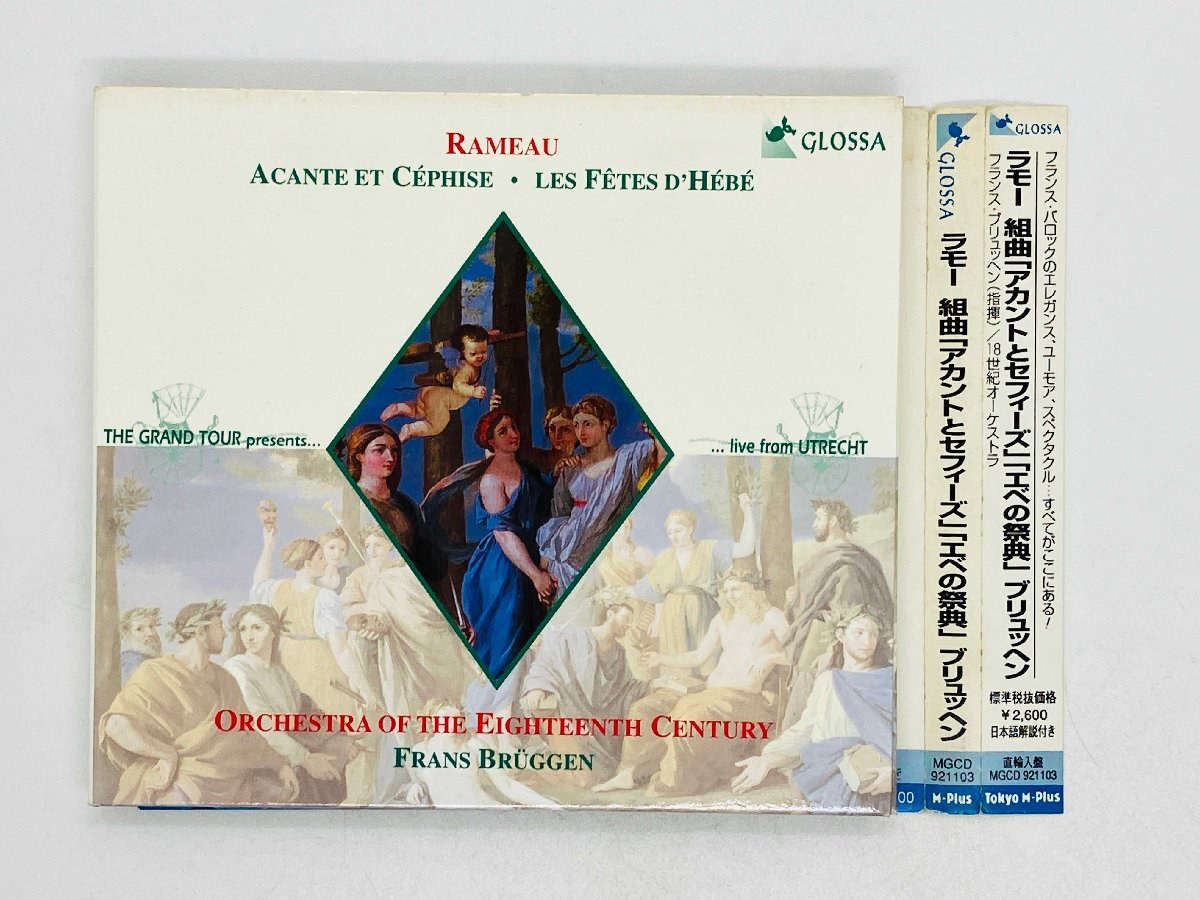 RAMEAU
ACANTE ET CÉPHISE • LES FÊTES D'HÉBÉ
GLOSSA
THE GRAND TOUR presents...
... live from UTRECHT
ORCHESTRA OF THE EIGHTEENTH CENTURY
FRANS BRÜGGEN
00
GLOSSA
ラモー 組曲「アカントとセフィーズ」「エベの祭典」 ブリュッヘン
MGCD
921103
M-Plus
GLOSSA
フランス・バロックのエレガンス、ユーモア、スペクタクル…すべてがここにある!
ラモー 組曲「アカントとセフィーズ」「エベの祭典」 ブリュッヘン
フランス・ブリュッヘン(指揮)/18世紀オーケストラ
標準税抜価格
¥2,600
日本語解説付き
直輸入盤
MGCD 921103
Tokyo M-Plus